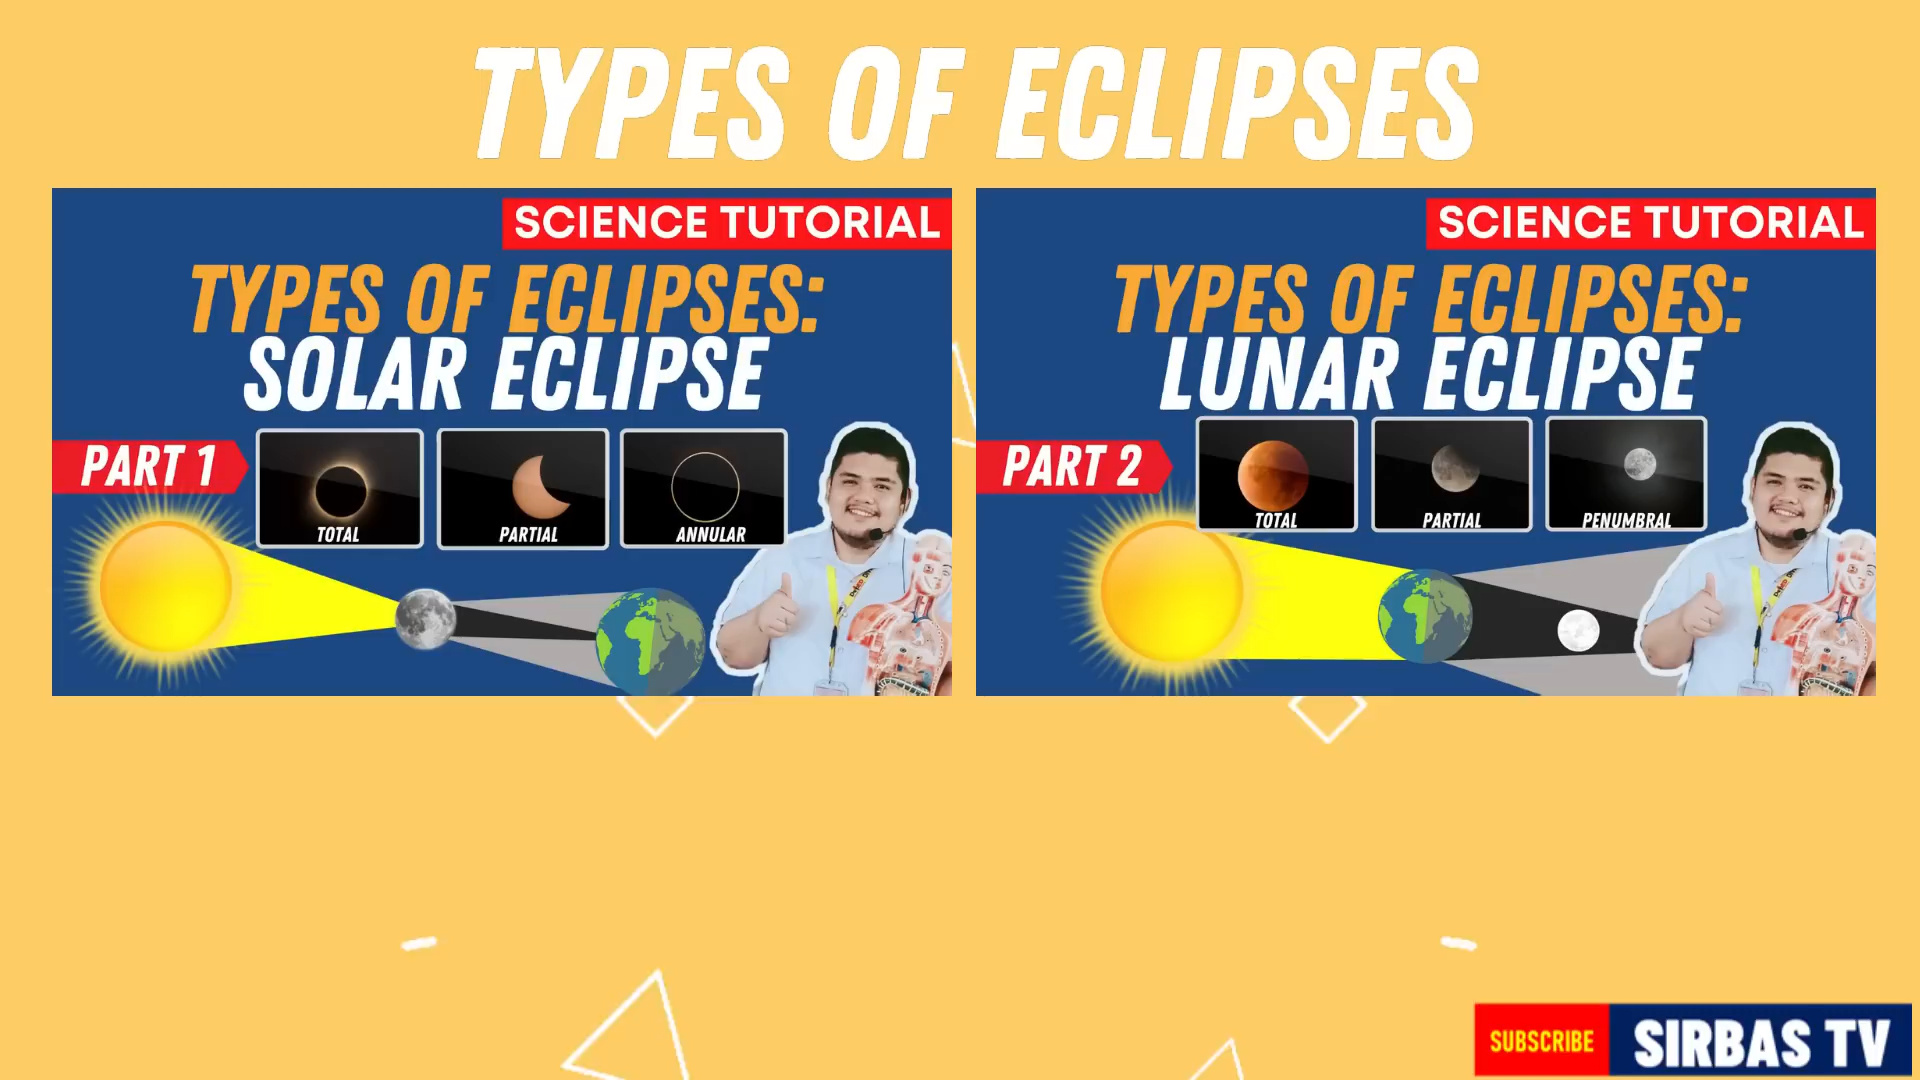 TYPES OF ECLIPSES
SCIENCE TUTORIAL
TYPES OF ECLIPSES:
SOLAR ECLIPSE
PART 1
TOTAL
PARTIAL
ANNULAR
SCIENCE TUTORIAL
TYPES OF ECLIPSES:
LUNAR ECLIPSE
PART 2
TOTAL
PARTIAL
PENUMBRAL
SUBSCRIBE
SIRBAS TV